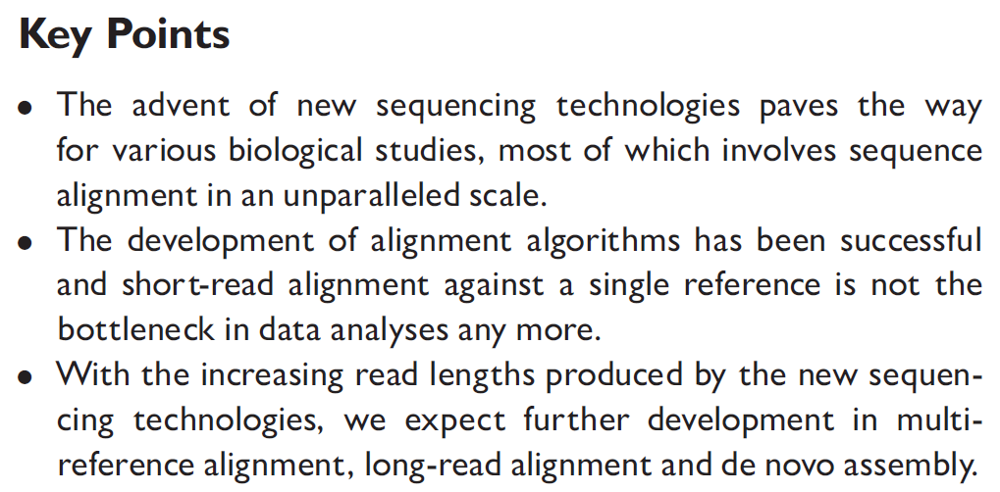 Key Points
• The advent of new sequencing technologies paves the way
for various biological studies, most of which involves sequence
alignment in an unparalleled scale.
• The development of alignment algorithms has been successful
and short-read alignment against a single reference is not the
bottleneck in data analyses any more.
• With the increasing read lengths produced by the new sequen-
cing technologies, we expect further development in multi-
reference alignment, long-read alignment and de novo assembly.